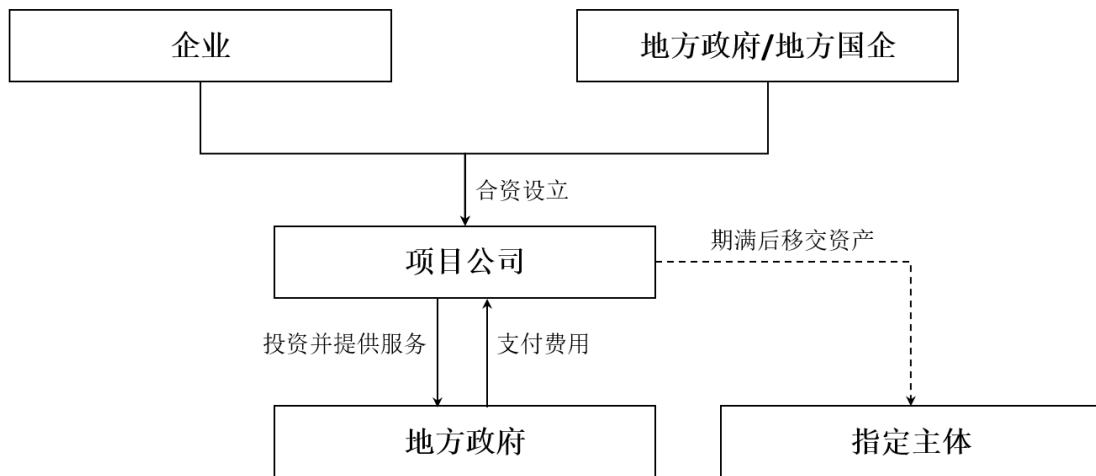 企业
地方政府/地方国企
合资设立
期满后移交资产
项目公司
投资并提供服务
支付费用
地方政府
指定主体